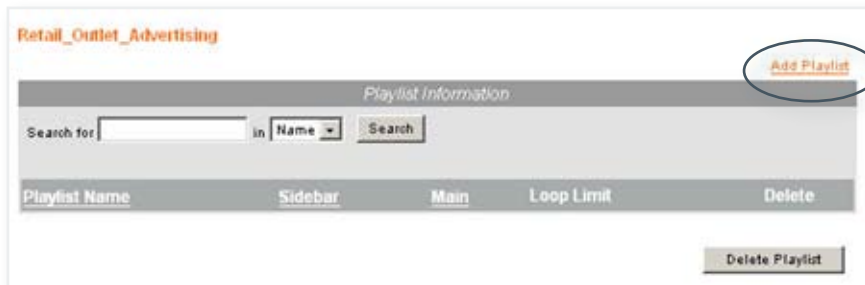 Retail_Outlet_Advertising
Add Playlist
Playlist Information
Search for in Name Search
Playlist Name Sidebar Main Loop Limit Delete
Delete Playlist